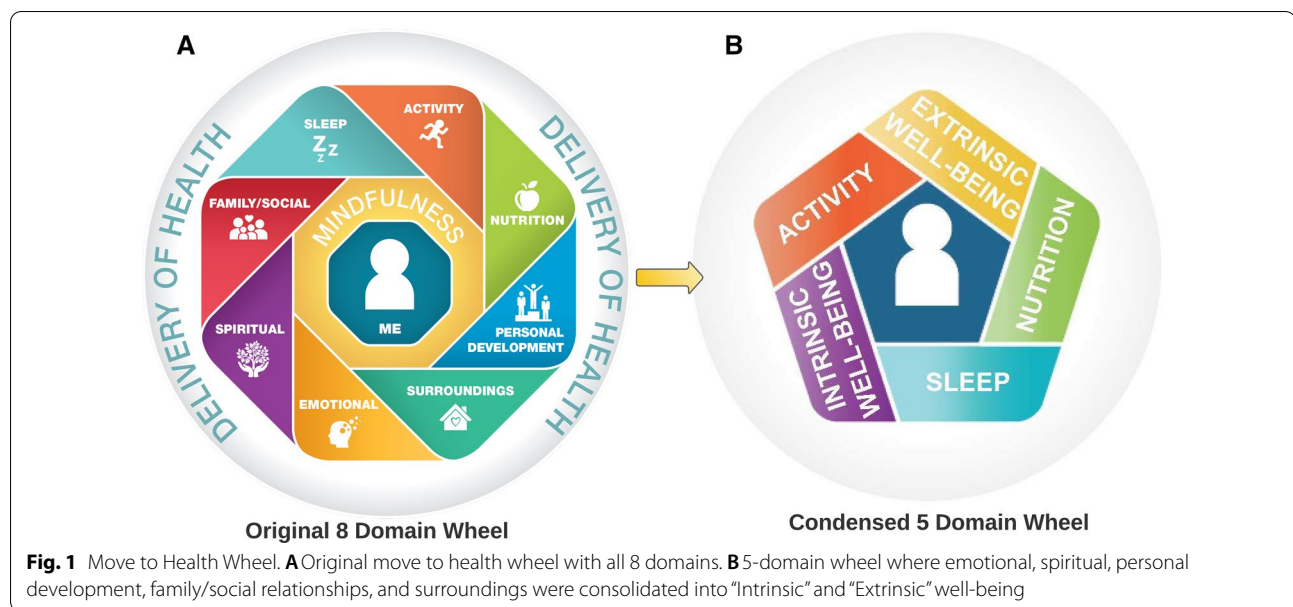 A
DELIVERY OF HEALTH
DELIVERY OF HEALTH
SLEEP
Z Z
Z
ACTIVITY
NUTRITION
PERSONAL
DEVELOPMENT
SURROUNDINGS
EMOTIONAL
SPIRITUAL
FAMILY/SOCIAL
MINDFULNESS
ME
Original 8 Domain Wheel
B
EXTRINSIC
WELL-BEING
NUTRITION
SLEEP
INTRINSIC
WELL-BEING
ACTIVITY
Condensed 5 Domain Wheel
Fig. 1 Move to Health Wheel. A Original move to health wheel with all 8 domains. B 5-domain wheel where emotional, spiritual, personal
development, family/social relationships, and surroundings were consolidated into “Intrinsic” and “Extrinsic” well-being